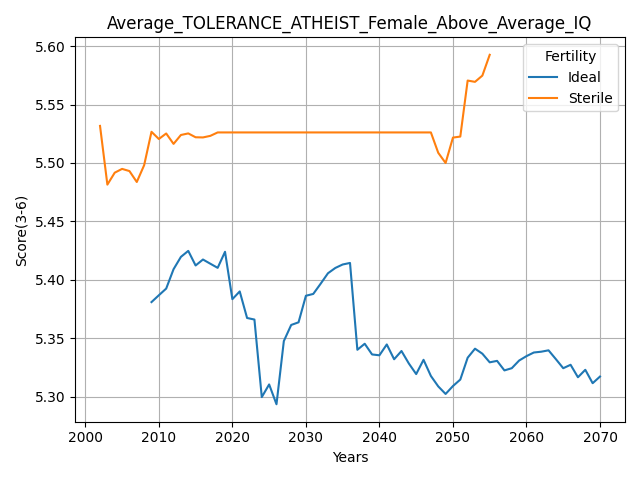 Average_TOLERANCE_ATHEIST_Female_Above_Average_IQ
Fertility
Ideal
Sterile
Score(3-6)
5.60
5.55
5.50
5.45
5.40
5.35
5.30
2000 2010 2020 2030 2040 2050 2060 2070
Years